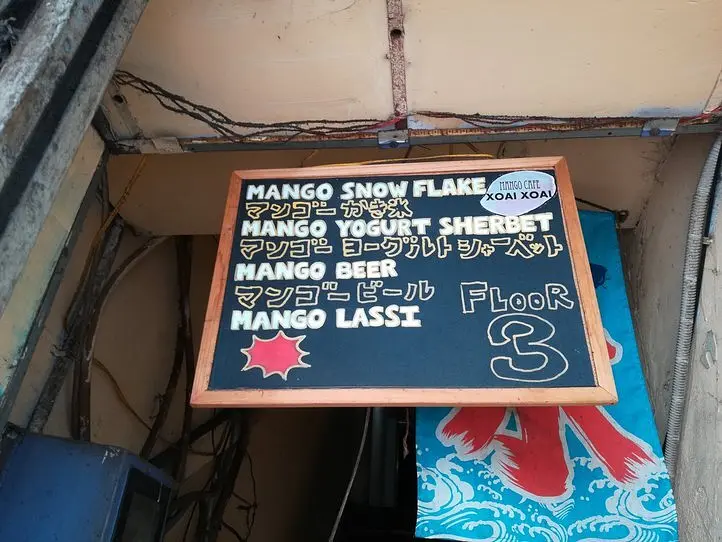 MANGO SNOW FLAKE
MANGO CAFE
XOAI XOAI
マンゴー かき氷
MANGO YOGURT SHERBET
マンゴー ヨーグルト シャーベット
MANGO BEER
マンゴービール
MANGO LASSI
FLOOR
3
氷